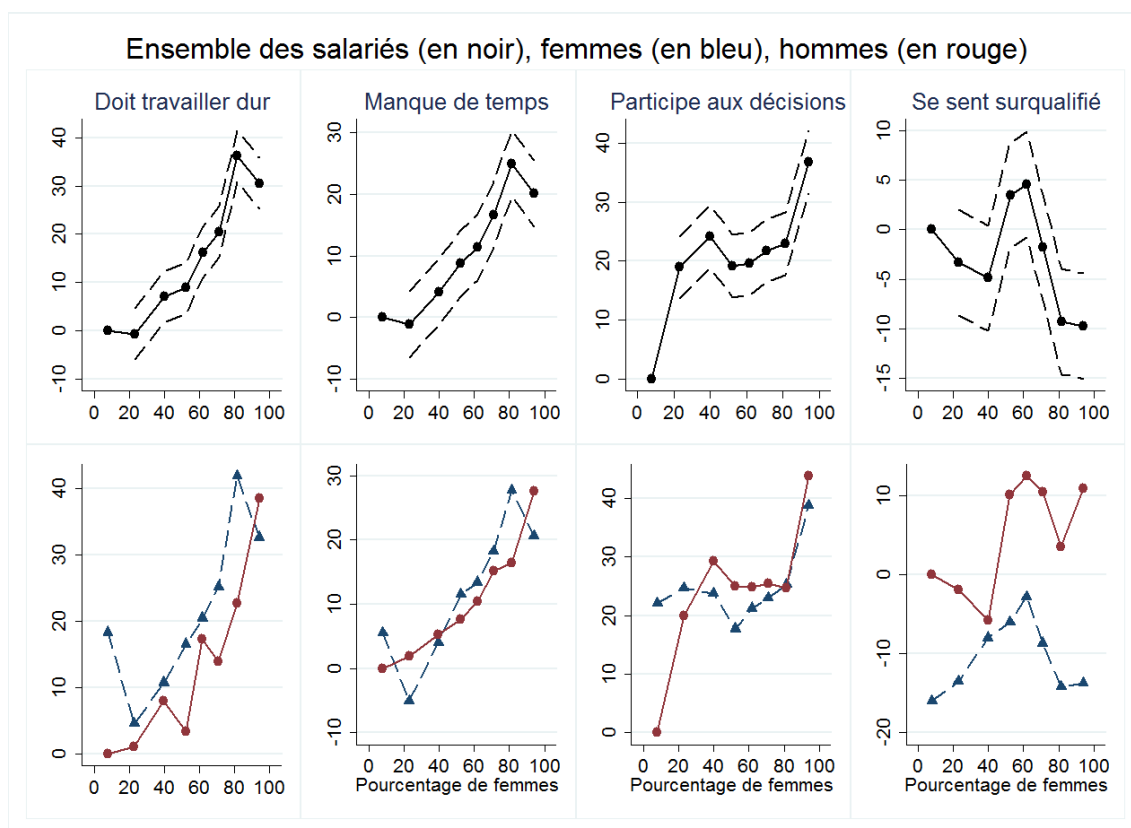 Ensemble des salariés (en noir), femmes (en bleu), hommes (en rouge)
Doit travailler dur
Manque de temps
Participe aux décisions
Se sent surqualifié
40
30
20
10
0
-10
0 20 40 60 80 100
30
20
10
0
-10
0 20 40 60 80 100
40
30
20
10
0
0 20 40 60 80 100
10
5
0
-5
-10
-15
0 20 40 60 80 100
40
30
20
10
0
0 20 40 60 80 100
30
20
10
0
-10
0 20 40 60 80 100
Pourcentage de femmes
40
30
20
10
0
0 20 40 60 80 100
Pourcentage de femmes
10
0
-10
-20
0 20 40 60 80 100
Pourcentage de femmes